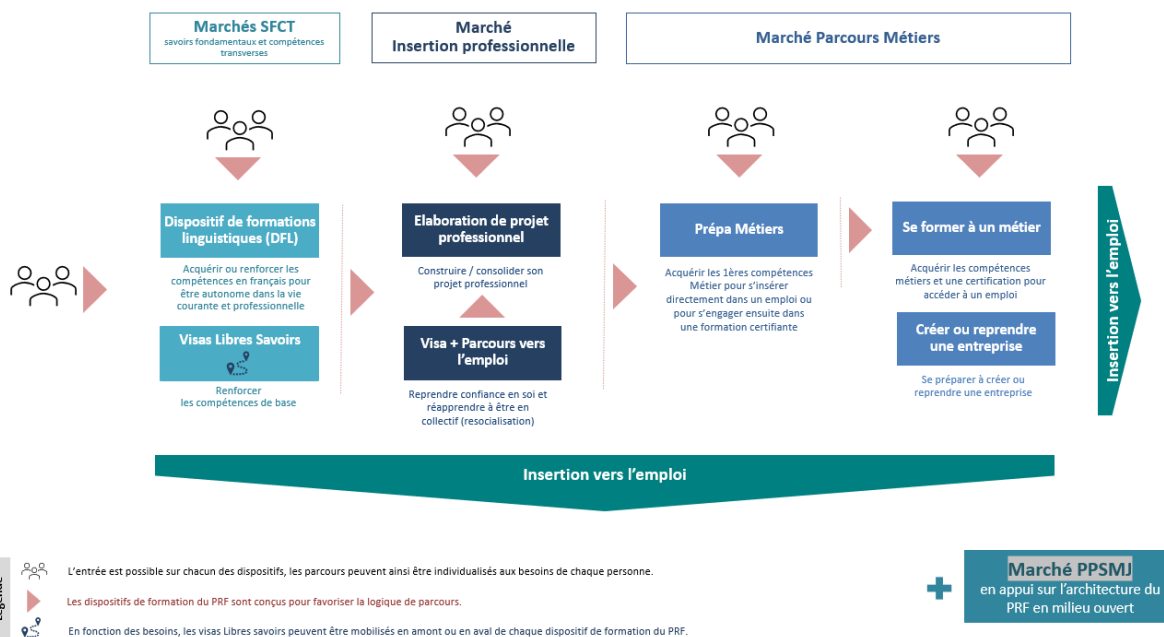 Marchés SFCT
savoirs fondamentaux et compétences
transverses
Marché
Insertion professionnelle
Marché Parcours Métiers
Dispositif de formations
linguistiques (DFL)
Acquérir ou renforcer les
compétences en français pour
être autonome dans la vie
courante et professionnelle
Visas Libres Savoirs
Renforcer
les compétences de base
Elaboration de projet
professionnel
Construire / consolider son
projet professionnel
Visa + Parcours vers
l'emploi
Reprendre confiance en soi et
réapprendre à être en
collectif (resocialisation)
Prépa Métiers
Acquérir les 1ères compétences
Métier pour s'insérer
directement dans un emploi ou
pour s'engager ensuite dans
une formation certifiante
Se former à un métier
Acquérir les compétences
métiers et une certification pour
accéder à un emploi
Créer ou reprendre
une entreprise
Se préparer à créer ou
reprendre une entreprise
Insertion vers l'emploi
Insertion vers l'emploi
Légende
L'entrée est possible sur chacun des dispositifs, les parcours peuvent ainsi être individualisés aux besoins de chaque personne.
Les dispositifs de formation du PRF sont conçus pour favoriser la logique de parcours.
En fonction des besoins, les visas Libres savoirs peuvent être mobilisés en amont ou en aval de chaque dispositif de formation du PRF.
Marché PPSMJ
en appui sur l'architecture du
PRF en milieu ouvert